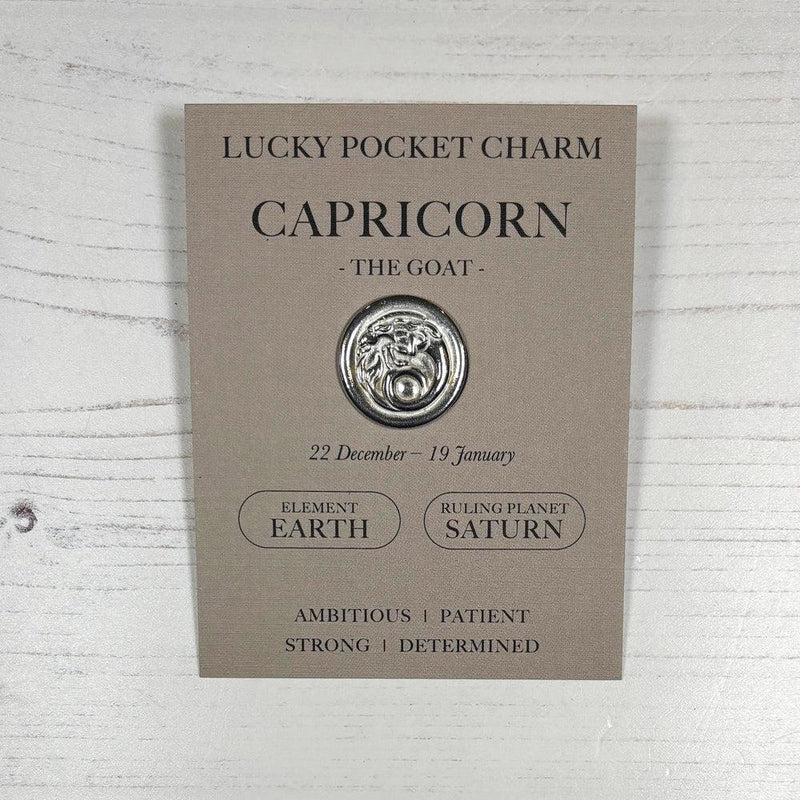 LUCKY POCKET CHARM
CAPRICORN
- THE GOAT -
22 December – 19 January
ELEMENT
EARTH
RULING PLANET
SATURN
AMBITIOUS | PATIENT
STRONG | DETERMINED